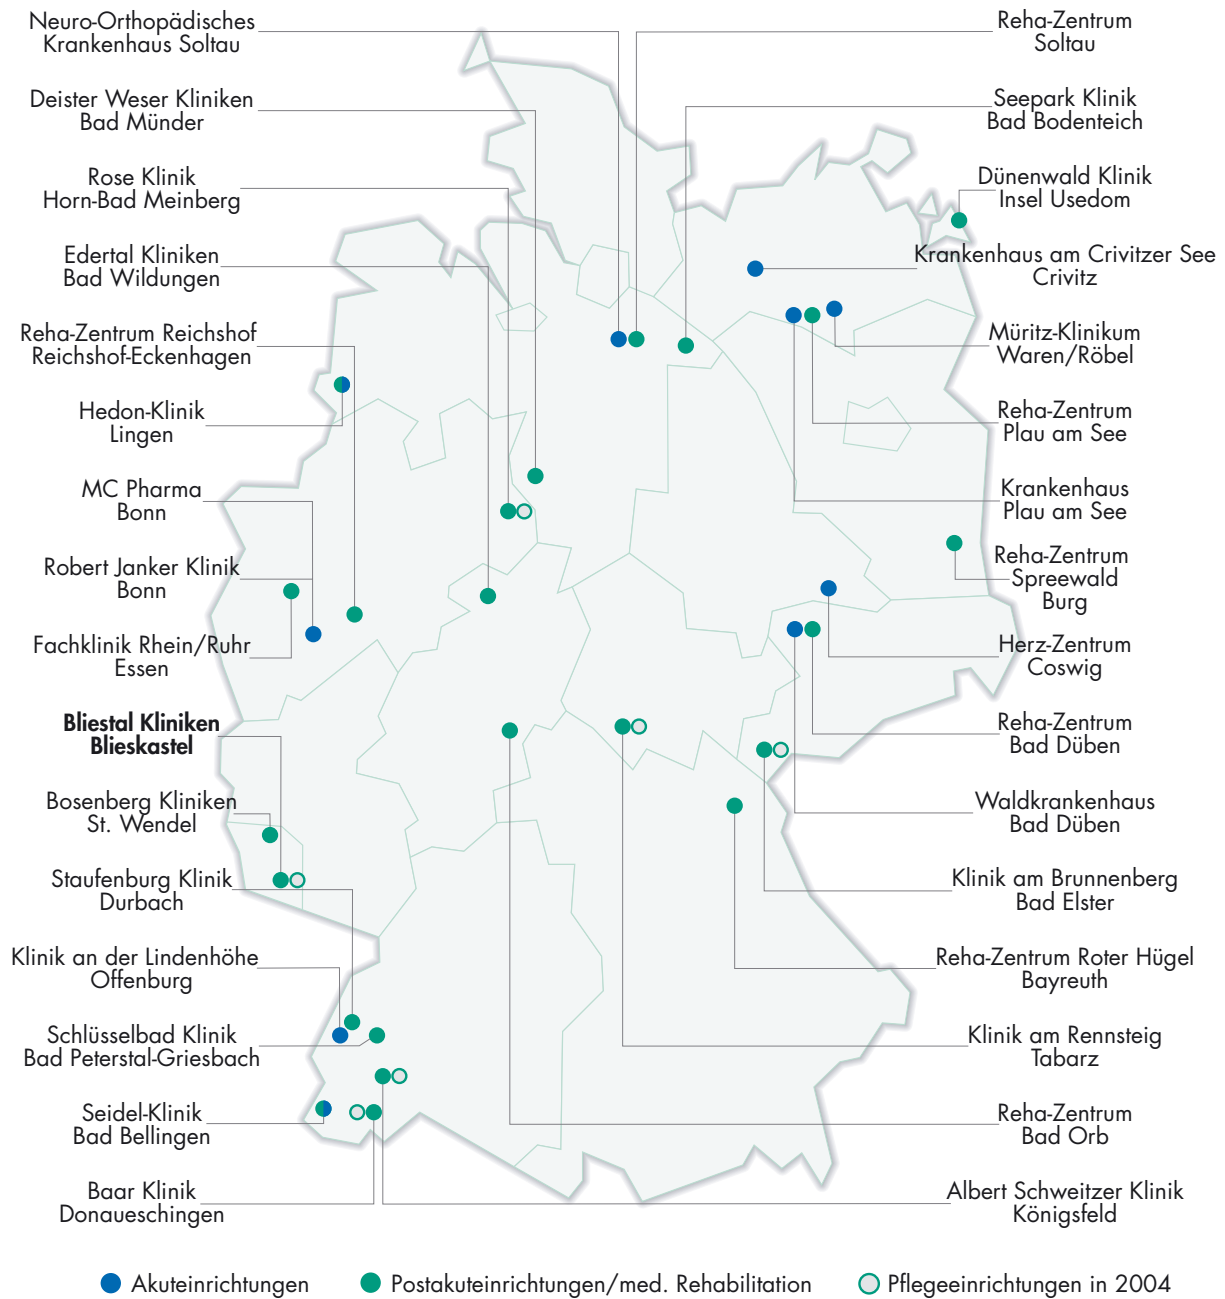 Neuro-Orthopädisches
Krankenhaus Soltau
Deister Weser Kliniken
Bad Münder
Rose Klinik
Horn-Bad Meinberg
Edertal Kliniken
Bad Wildungen
Reha-Zentrum Reichshof
Reichshof-Eckenhagen
Hedon-Klinik
Lingen
MC Pharma
Bonn
Robert Janker Klinik
Bonn
Fachklinik Rhein/Ruhr
Essen
Bliestal Kliniken
Blieskastel
Bosenberg Kliniken
St. Wendel
Staufenburg Klinik
Durbach
Klinik an der Lindenhöhe
Offenburg
Schlüsselbad Klinik
Bad Peterstal-Griesbach
Seidel-Klinik
Bad Bellingen
Baar Klinik
Donaueschingen
Reha-Zentrum
Soltau
Seepark Klinik
Bad Bodenteich
Dünenwald Klinik
Insel Usedom
Krankenhaus am Crivitzer See
Crivitz
Müritz-Klinikum
Waren/Röbel
Reha-Zentrum
Plau am See
Krankenhaus
Plau am See
Reha-Zentrum
Spreewald
Burg
Herz-Zentrum
Coswig
Reha-Zentrum
Bad Düben
Waldkrankenhaus
Bad Düben
Klinik am Brunnenberg
Bad Elster
Reha-Zentrum Roter Hügel
Bayreuth
Klinik am Rennsteig
Tabarz
Reha-Zentrum
Bad Orb
Albert Schweitzer Klinik
Königsfeld
Akuteinrichtungen
Postakuteinrichtungen/med. Rehabilitation
Pflegeeinrichtungen in 2004